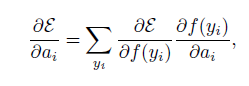 ∂ℰ/∂a_i = ∑_{y_i} ∂ℰ/∂f(y_i) ∂f(y_i)/∂a_i,